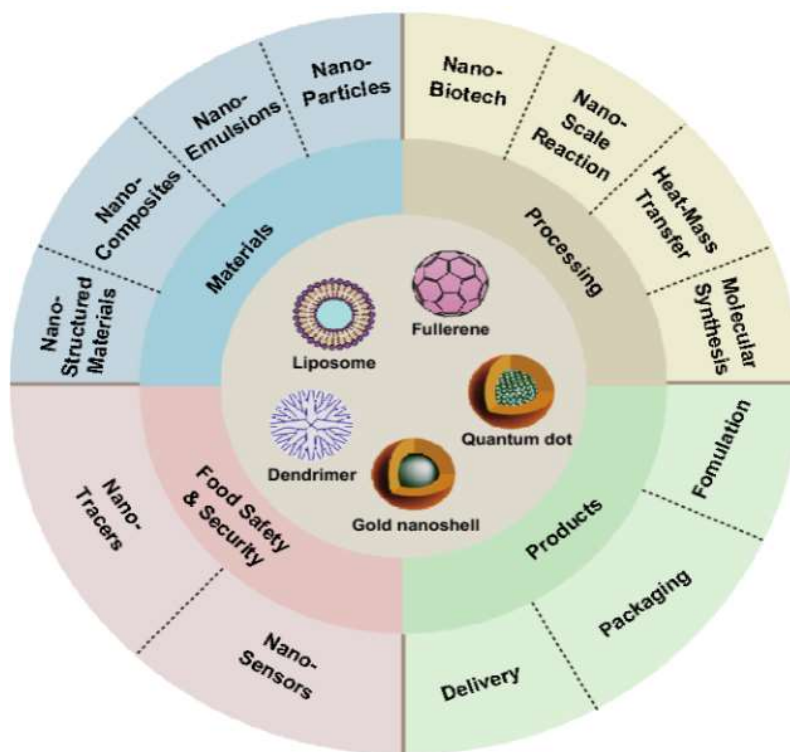 Nano-
Particles
Nano-
Emulsions
Nano-
Composites
Nano-
Structured
Materials
Materials
Nano-
Biotech
Nano-
Scale
Reaction
Heat-Mass
Transfer
Molecular
Synthesis
Processing
Liposome
Fullerene
Quantum dot
Dendrimer
Gold nanoshell
Food Safety
& Security
Nano-
Tracers
Nano-
Sensors
Products
Fomulation
Packaging
Delivery